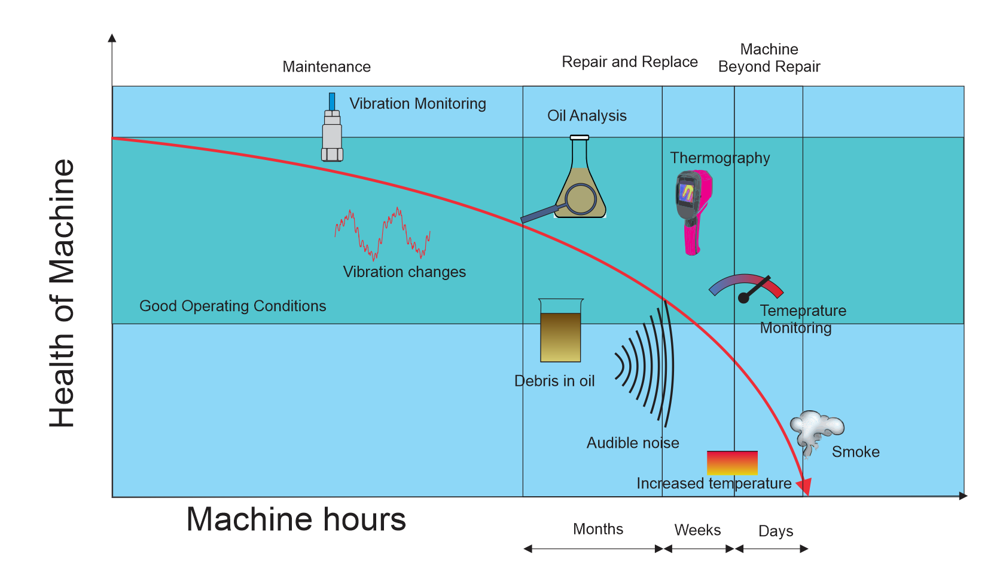 Maintenance
Repair and Replace
Machine
Beyond Repair
Vibration Monitoring
Oil Analysis
Thermography
Vibration changes
Good Operating Conditions
Temeprature
Monitoring
Debris in oil
Audible noise
Smoke
Increased temperature
Health of Machine
Machine hours
Months
Weeks
Days